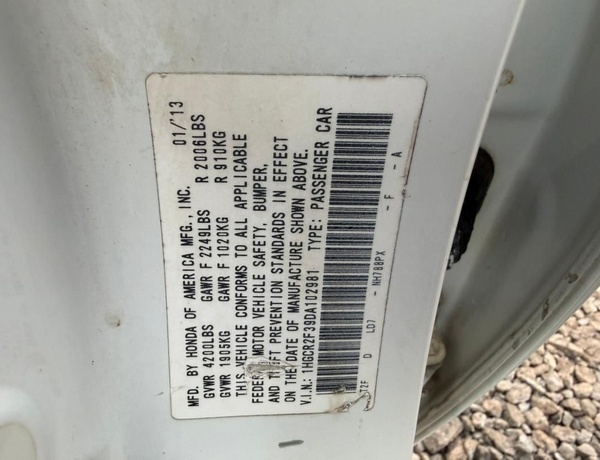 MFD. BY HONDA OF AMERICA MFG., INC. 01/'13
GVWR 4200LBS GAWR F 2249LBS R 2006LBS
GVWR 1905KG GAWR F 1020KG R 910KG
THIS VEHICLE CONFORMS TO ALL APPLICABLE
FEDERAL MOTOR VEHICLE SAFETY, BUMPER,
AND THEFT PREVENTION STANDARDS IN EFFECT
ON THE DATE OF MANUFACTURE SHOWN ABOVE.
V.I.N.: 1HGCR2F39DA102981 TYPE: PASSENGER CAR
T2F D LD7 - NH788PX - F - A